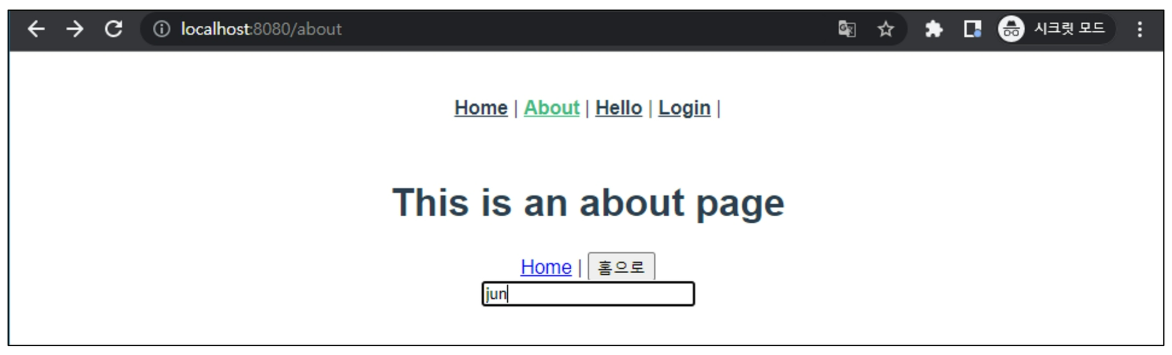 localhost:8080/about 시크릿 모드
Home | About | Hello | Login |
This is an about page
Home | 홈으로
jun